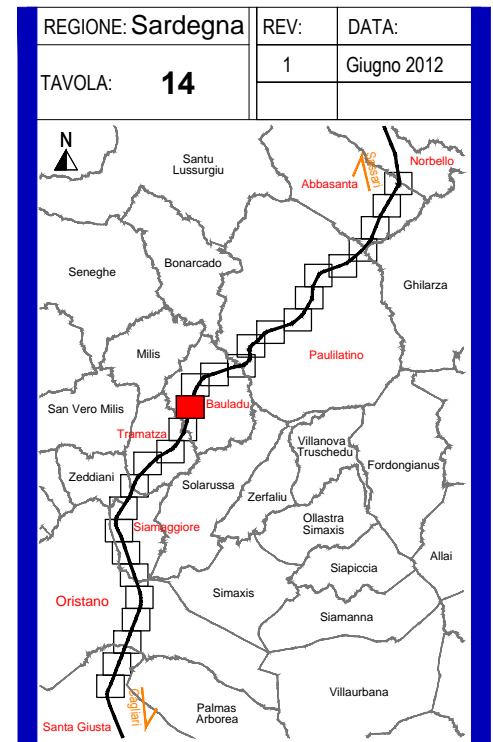 REGIONE: Sardegna
REV:
DATA:
TAVOLA: 14
1
Giugno 2012
N
Santu
Lussurgiu
Sassari
Norbello
Abbasanta
Bonarcado
Seneghe
Ghilarza
Milis
Paulilatino
San Vero Milis
Bauladu
Tramatza
Villanova
Truschedu
Fordongianus
Zeddiani
Solarussa
Zerfaliu
Ollastra
Simaxis
Siamaggiore
Allai
Siapiccia
Simaxis
Oristano
Siamanna
Cagliari
Villaurbana
Palmas
Arborea
Santa Giusta